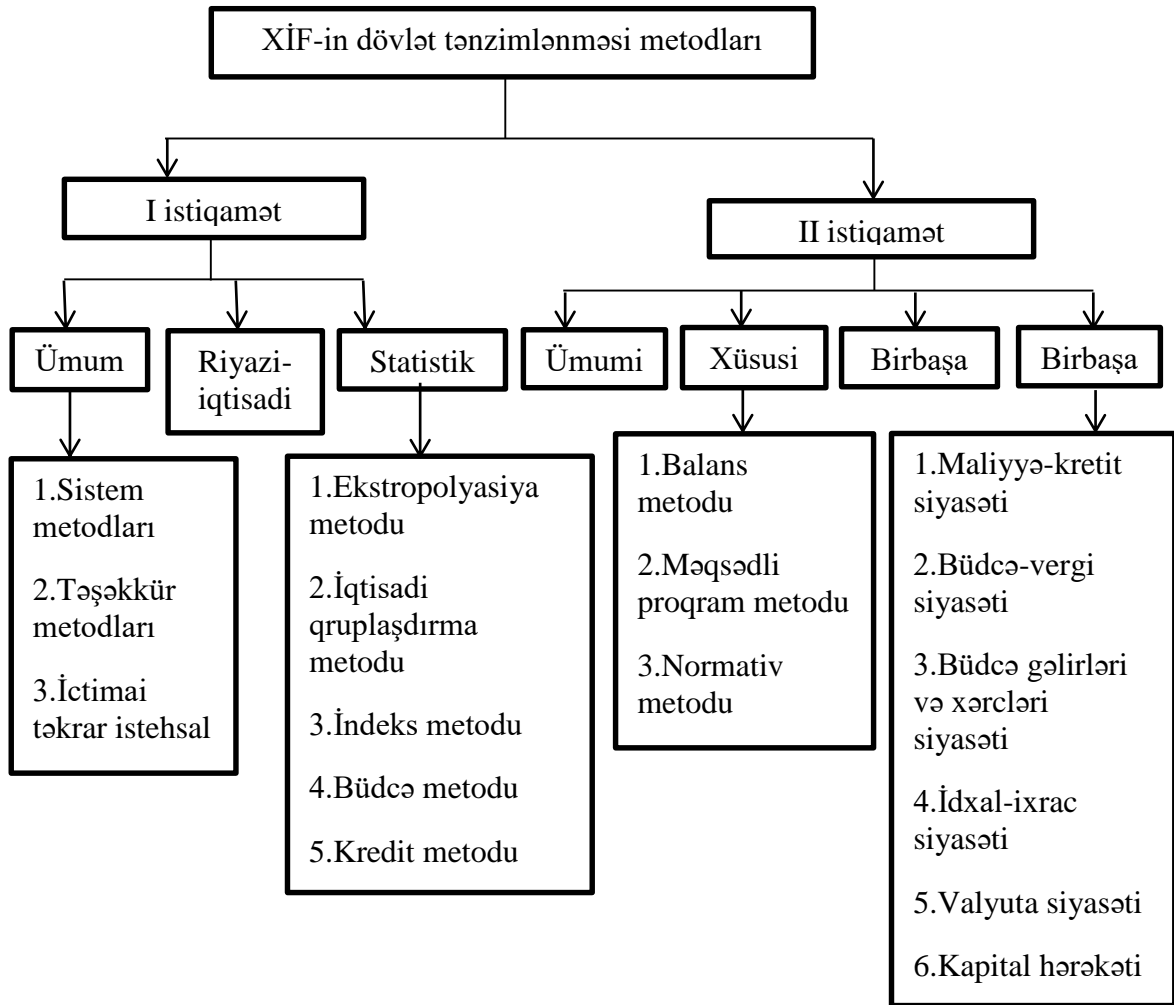 XİF-in dövlət tənzimlənməsi metodları
I istiqamət
II istiqamət
Ümum
Riyazi-
iqtisadi
Statistik
Ümumi
Xüsusi
Birbaşa
Birbaşa
1.Sistem
metodları
2.Təşəkkür
metodları
3.İctimai
təkrar istehsal
1.Ekstropolyasiya
metodu
2.İqtisadi
qruplaşdırma
metodu
3.İndeks metodu
4.Büdcə metodu
5.Kredit metodu
1.Balans
metodu
2.Məqsədli
proqram metodu
3.Normativ
metodu
1.Maliyyə-kretit
siyasəti
2.Büdcə-vergi
siyasəti
3.Büdcə gəlirləri
və xərcləri
siyasəti
4.İdxal-ixrac
siyasəti
5.Valyuta siyasəti
6.Kapital hərəkəti